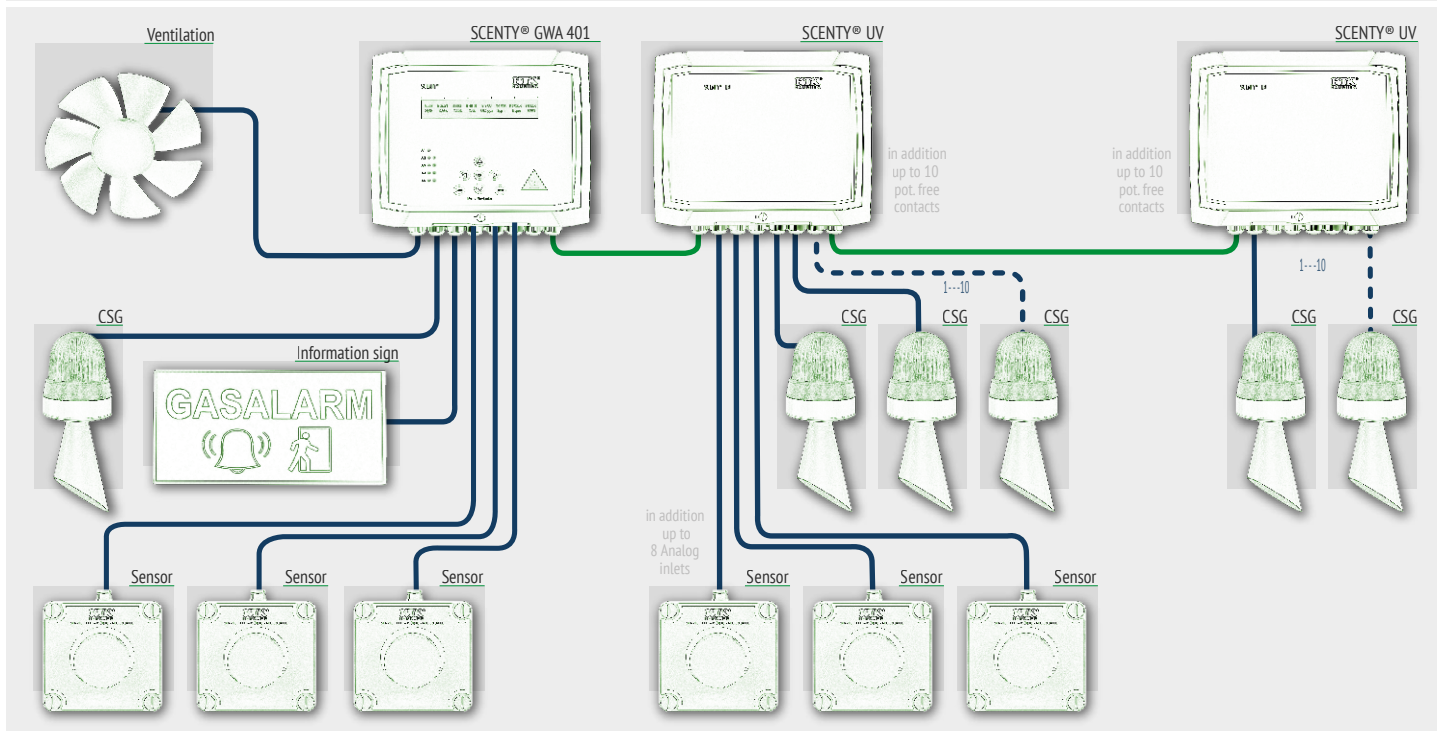 Ventilation
SCENTY® GWA 401
SCENTY® UV
SCENTY® UV
in addition
up to 10
pot. free
contacts
in addition
up to 10
pot. free
contacts
1---10
1---10
CSG
CSG
CSG
CSG
CSG
CSG
Information sign
GASALARM
in addition
up to
8 Analog
inlets
Sensor
Sensor
Sensor
Sensor
Sensor
Sensor